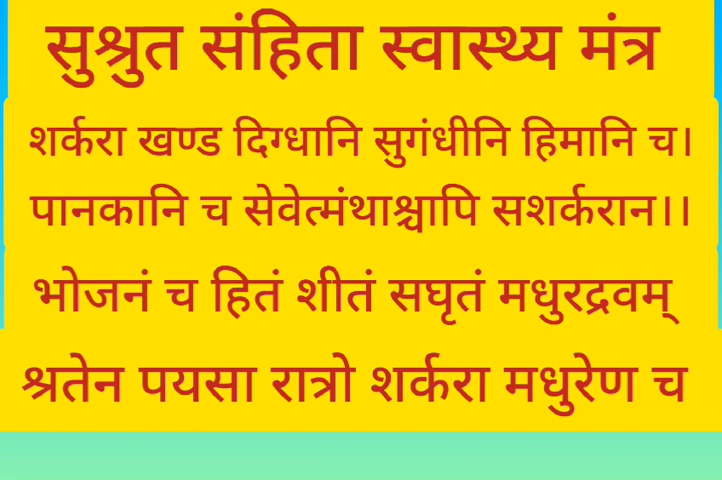 सुश्रुत संहिता स्वास्थ्य मंत्र
शर्करा खण्ड दिग्धानि सुगंधीनि हिमानि च।
पानकानि च सेवेत्मंथाश्चापि सशर्करान।।
भोजनं च हितं शीतं सघृतं मधुरद्रवम्
श्रतेन पयसा रात्रो शर्करा मधुरेण च